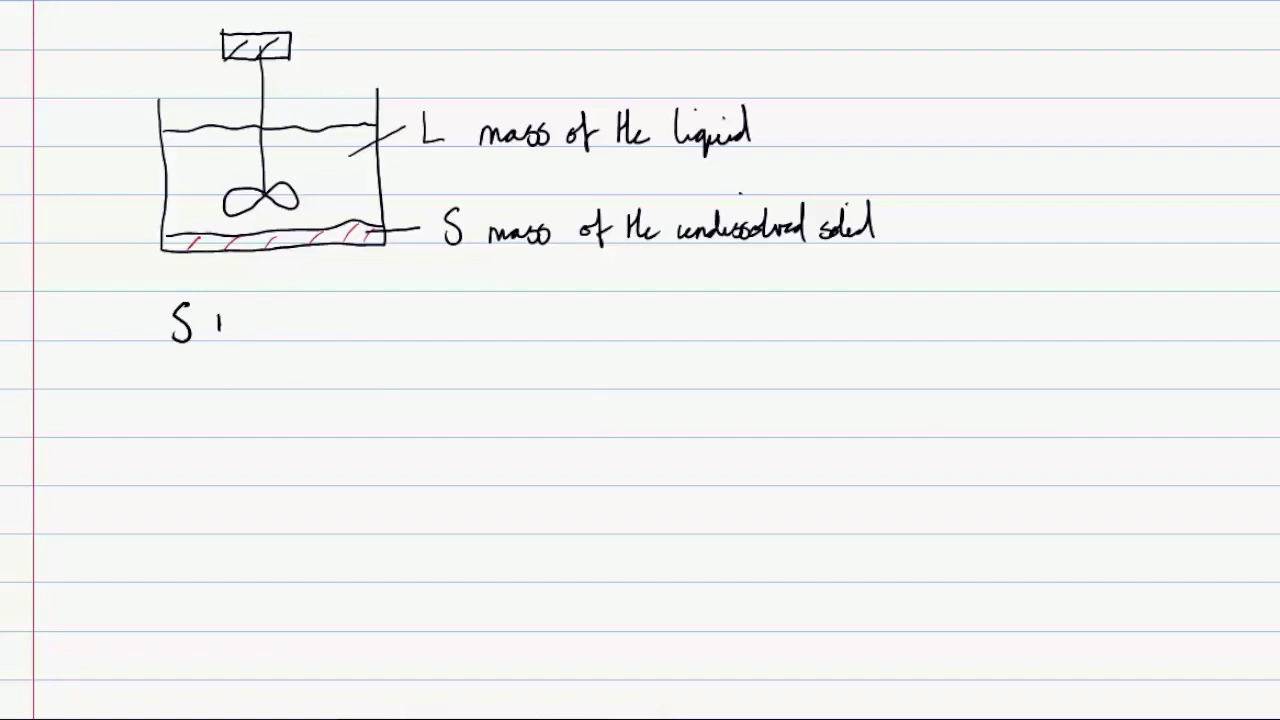 L mass of the liquid
S mass of the undissolved solid
S